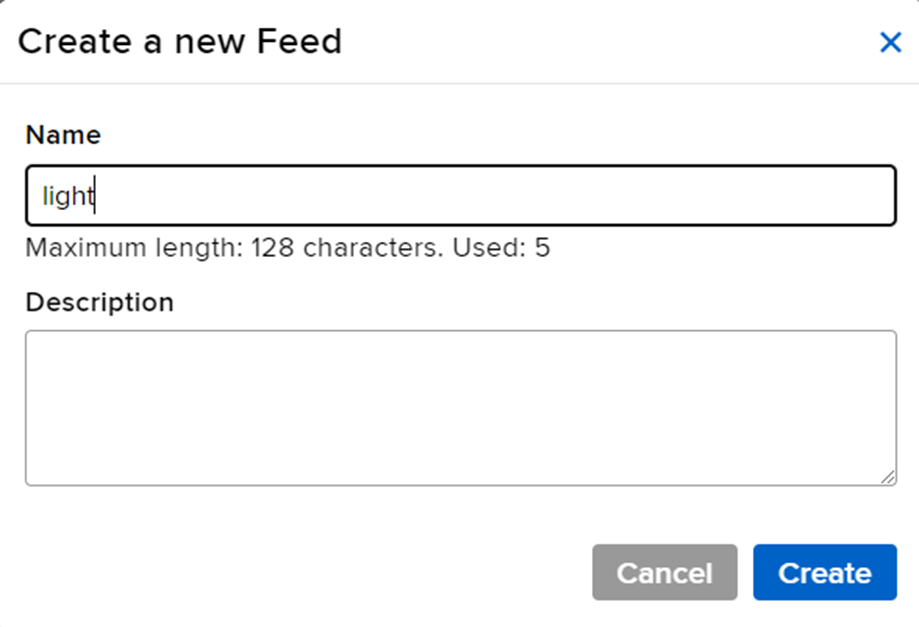 Create a new Feed
Name
light
Maximum length: 128 characters. Used: 5
Description
Cancel Create